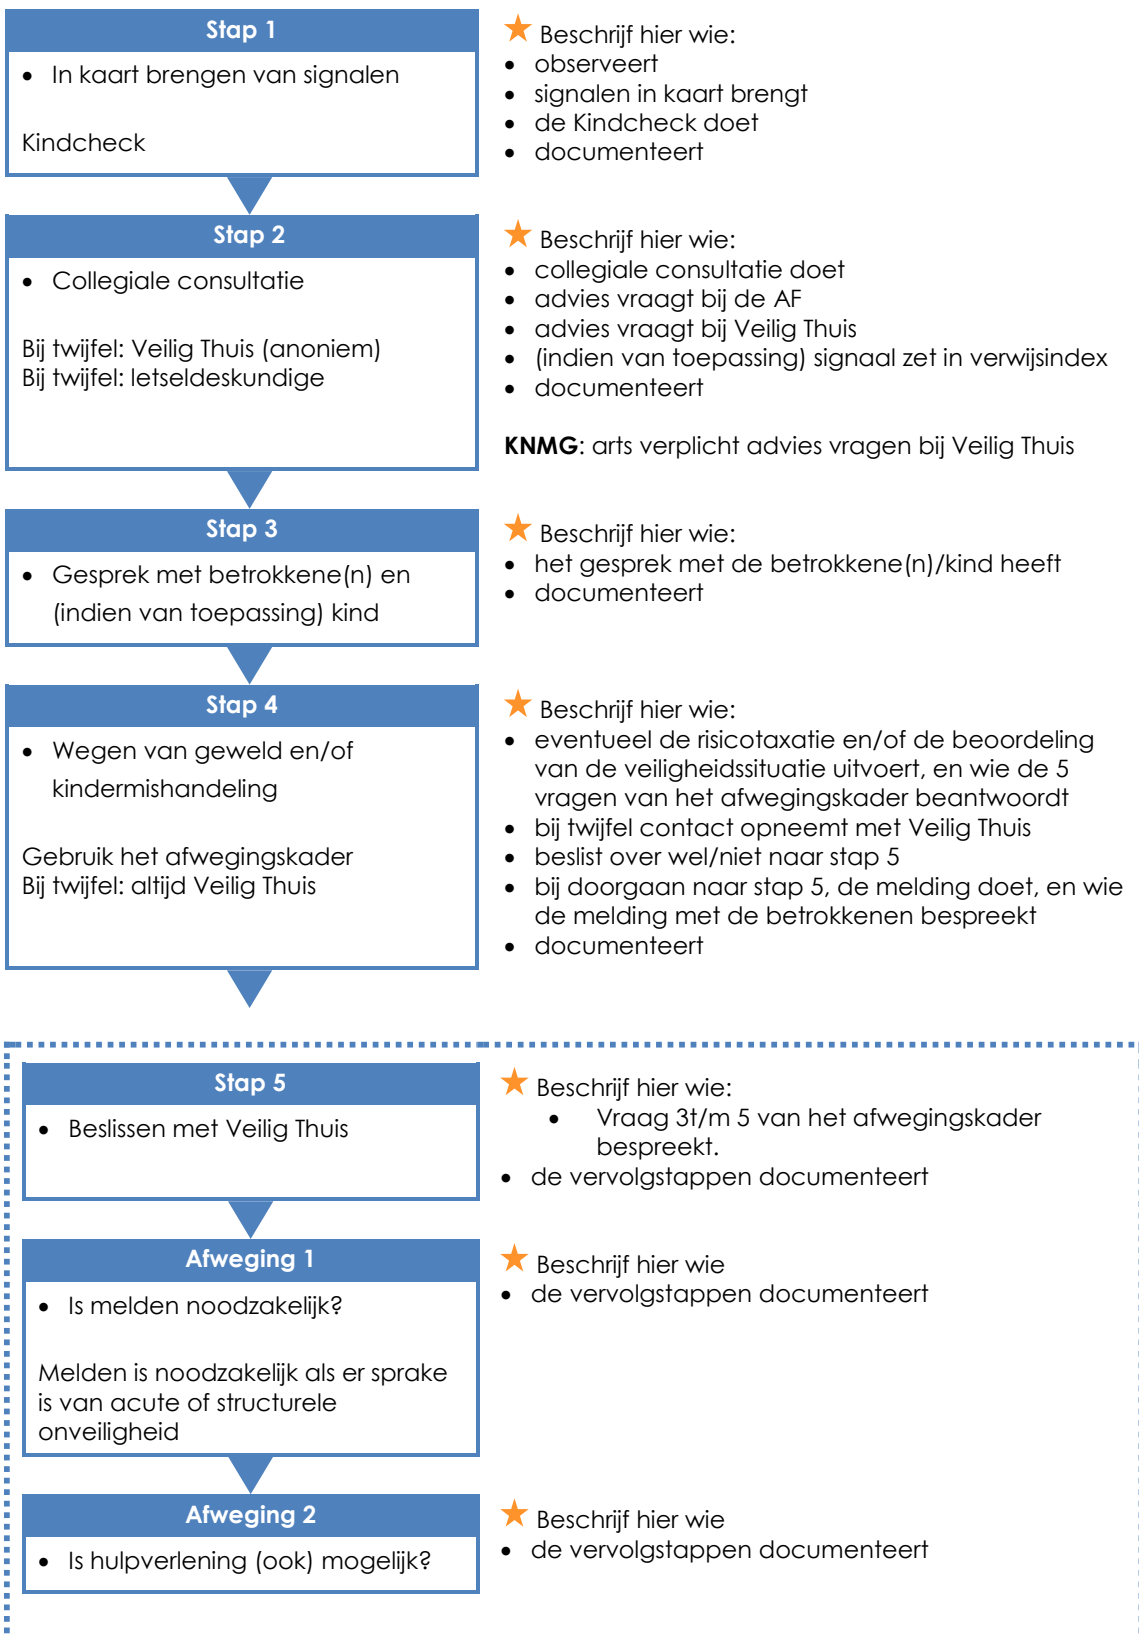 Stap 1
• In kaart brengen van signalen
Kindcheck
Beschrijf hier wie:
• observeert
• signalen in kaart brengt
• de Kindcheck doet
• documenteert
Stap 2
• Collegiale consultatie
Bij twijfel: Veilig Thuis (anoniem)
Bij twijfel: letseldeskundige
Beschrijf hier wie:
• collegiale consultatie doet
• advies vraagt bij de AF
• advies vraagt bij Veilig Thuis
• (indien van toepassing) signaal zet in verwijsindex
• documenteert
KNMG: arts verplicht advies vragen bij Veilig Thuis
Stap 3
• Gesprek met betrokkene(n) en
(indien van toepassing) kind
Beschrijf hier wie:
• het gesprek met de betrokkene(n)/kind heeft
• documenteert
Stap 4
• Wegen van geweld en/of
kindermishandeling
Gebruik het afwegingskader
Bij twijfel: altijd Veilig Thuis
Beschrijf hier wie:
• eventueel de risicotaxatie en/of de beoordeling
van de veiligheidssituatie uitvoert, en wie de 5
vragen van het afwegingskader beantwoordt
• bij twijfel contact opneemt met Veilig Thuis
• beslist over wel/niet naar stap 5
• bij doorgaan naar stap 5, de melding doet, en wie
de melding met de betrokkenen bespreekt
• documenteert
Stap 5
• Beslissen met Veilig Thuis
Beschrijf hier wie:
• Vraag 3t/m 5 van het afwegingskader
bespreekt.
• de vervolgstappen documenteert
Afweging 1
• Is melden noodzakelijk?
Melden is noodzakelijk als er sprake
is van acute of structurele
onveiligheid
Beschrijf hier wie
• de vervolgstappen documenteert
Afweging 2
• Is hulpverlening (ook) mogelijk?
Beschrijf hier wie
• de vervolgstappen documenteert